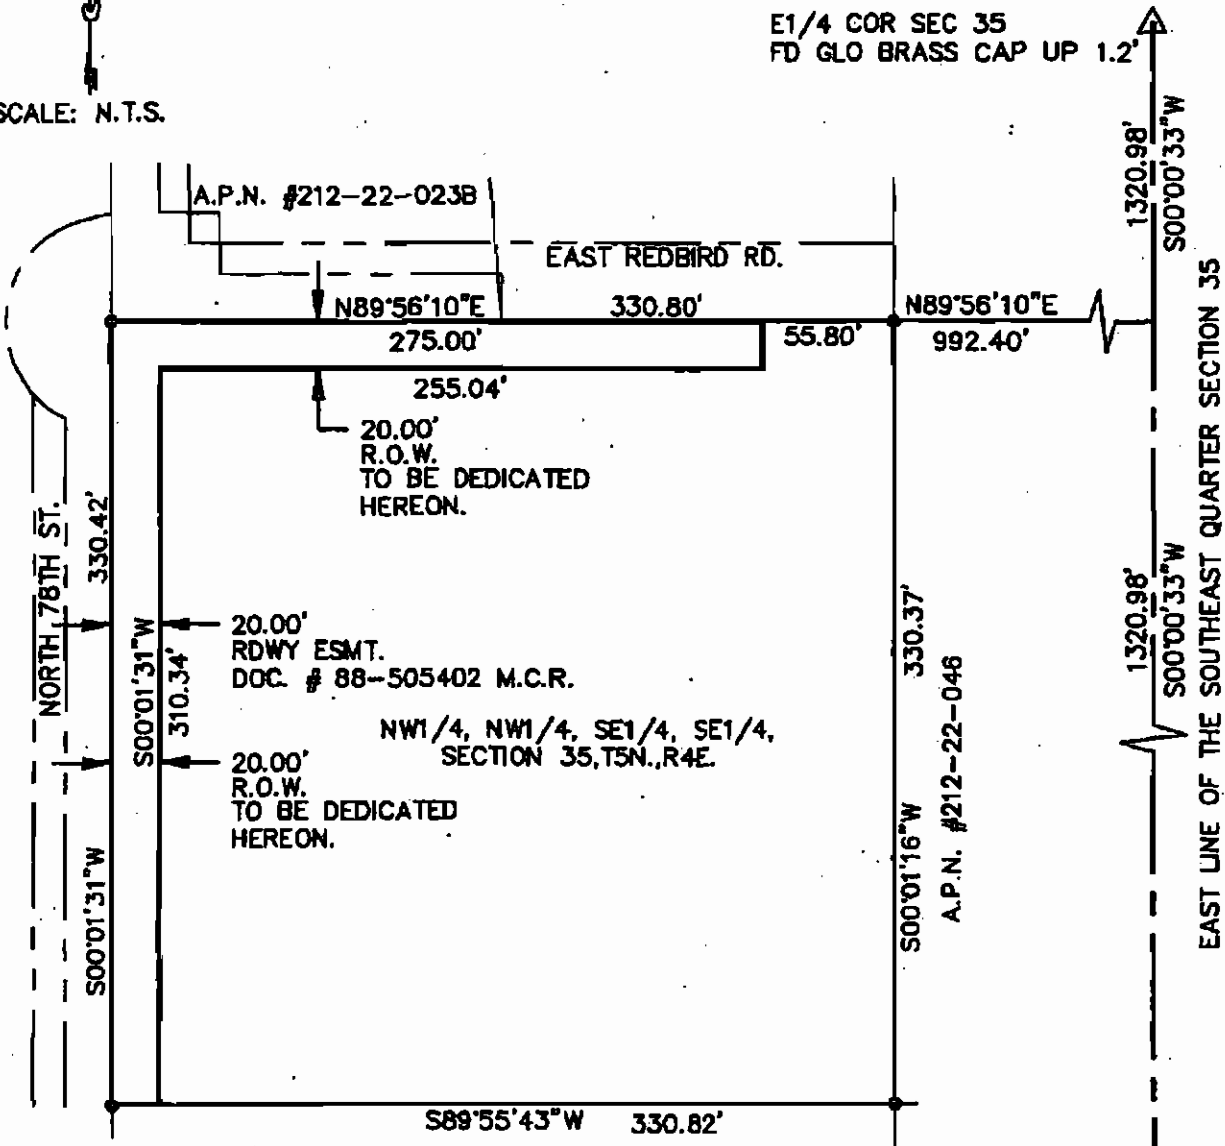 E1/4 COR SEC 35
FD GLO BRASS CAP UP 1.2'
SCALE: N.T.S.
1320.98'
S00°00'33"W
A.P.N. #212-22-023B
EAST REDBIRD RD.
N89°56'10"E 330.80'
N89°56'10"E
275.00'
55.80'
992.40'
255.04'
20.00'
R.O.W.
TO BE DEDICATED
HEREON.
NORTH 78TH ST.
330.42'
S00°01'31"W
S00°01'31"W
310.34'
20.00'
RDWY ESMT.
DOC. # 88-505402 M.C.R.
NW1/4, NW1/4, SE1/4, SE1/4,
SECTION 35,T5N.,R4E.
20.00'
R.O.W.
TO BE DEDICATED
HEREON.
330.37'
S00°01'16"W
A.P.N. #212-22-046
1320.98'
S00°00'33"W
EAST LINE OF THE SOUTHEAST QUARTER SECTION 35
S89°55'43"W 330.82'